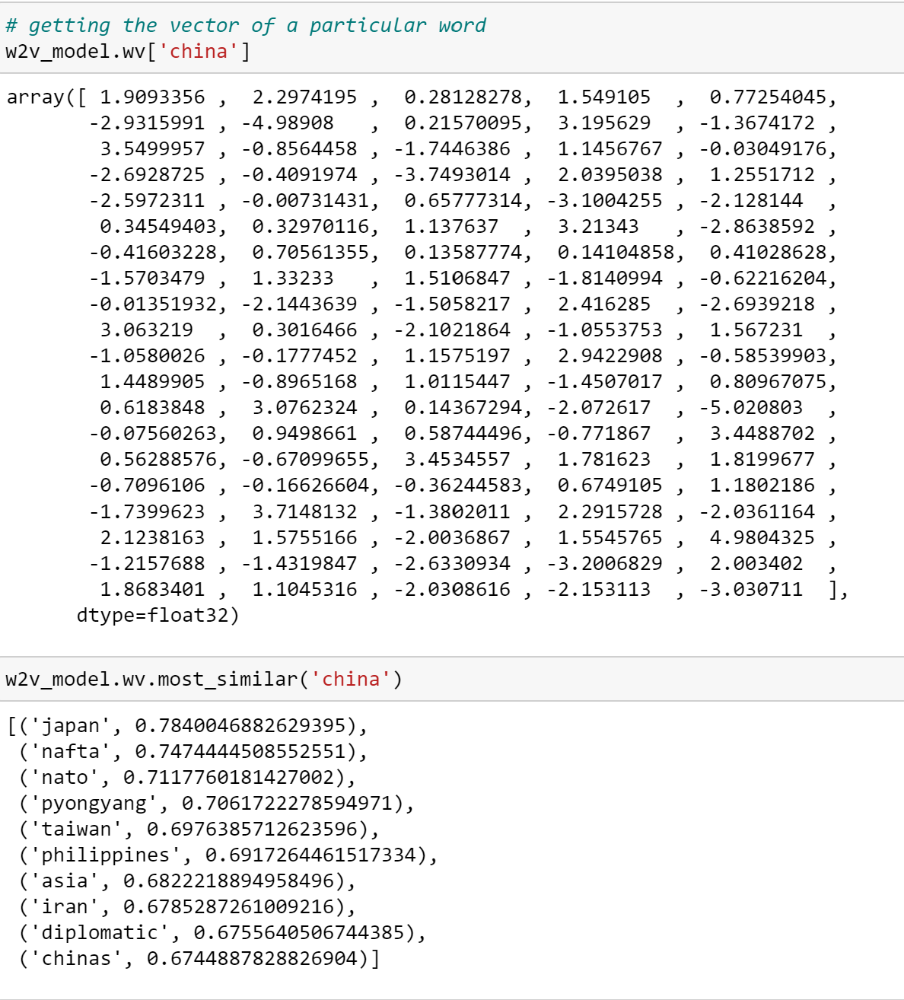 # getting the vector of a particular word
w2v_model.wv['china']
array([ 1.9093356 ,  2.2974195 ,  0.28128278,  1.549105  ,  0.77254045,
       -2.9315991 , -4.98908   ,  0.21570095,  3.195629  , -1.3674172 ,
        3.5499957 , -0.8564458 , -1.7446386 ,  1.1456767 , -0.03049176,
       -2.6928725 , -0.4091974 , -3.7493014 ,  2.0395038 ,  1.2551712 ,
       -2.5972311 , -0.00731431,  0.65777314, -3.1004255 , -2.128144  ,
        0.34549403,  0.32970116,  1.137637  ,  3.21343   , -2.8638592 ,
       -0.41603228,  0.70561355,  0.13587774,  0.14104858,  0.41028628,
       -1.5703479 ,  1.33233   ,  1.5106847 , -1.8140994 , -0.62216204,
       -0.01351932, -2.1443639 , -1.5058217 ,  2.416285  , -2.6939218 ,
        3.063219  ,  0.3016466 , -2.1021864 , -1.0553753 ,  1.567231  ,
       -1.0580026 , -0.1777452 ,  1.1575197 ,  2.9422908 , -0.58539903,
        1.4489905 , -0.8965168 ,  1.0115447 , -1.4507017 ,  0.80967075,
        0.6183848 ,  3.0762324 ,  0.14367294, -2.072617  , -5.020803  ,
       -0.07560263,  0.9498661 ,  0.58744496, -0.771867  ,  3.4488702 ,
        0.56288576, -0.67099655,  3.4534557 ,  1.781623  ,  1.8199677 ,
       -0.7096106 , -0.16626604, -0.36244583,  0.6749105 ,  1.1802186 ,
       -1.7399623 ,  3.7148132 , -1.3802011 ,  2.2915728 , -2.0361164 ,
        2.1238163 ,  1.5755166 , -2.0036867 ,  1.5545765 ,  4.9804325 ,
       -1.2157688 , -1.4319847 , -2.6330934 , -3.2006829 ,  2.003402  ,
        1.8683401 ,  1.1045316 , -2.0308616 , -2.153113  , -3.030711  ],
      dtype=float32)
w2v_model.wv.most_similar('china')
[('japan', 0.7840046882629395),
 ('nafta', 0.7474444508552551),
 ('nato', 0.7117760181427002),
 ('pyongyang', 0.7061722278594971),
 ('taiwan', 0.6976385712623596),
 ('philippines', 0.6917264461517334),
 ('asia', 0.6822218894958496),
 ('iran', 0.6785287261009216),
 ('diplomatic', 0.6755640506744385),
 ('chinas', 0.6744887828826904)]